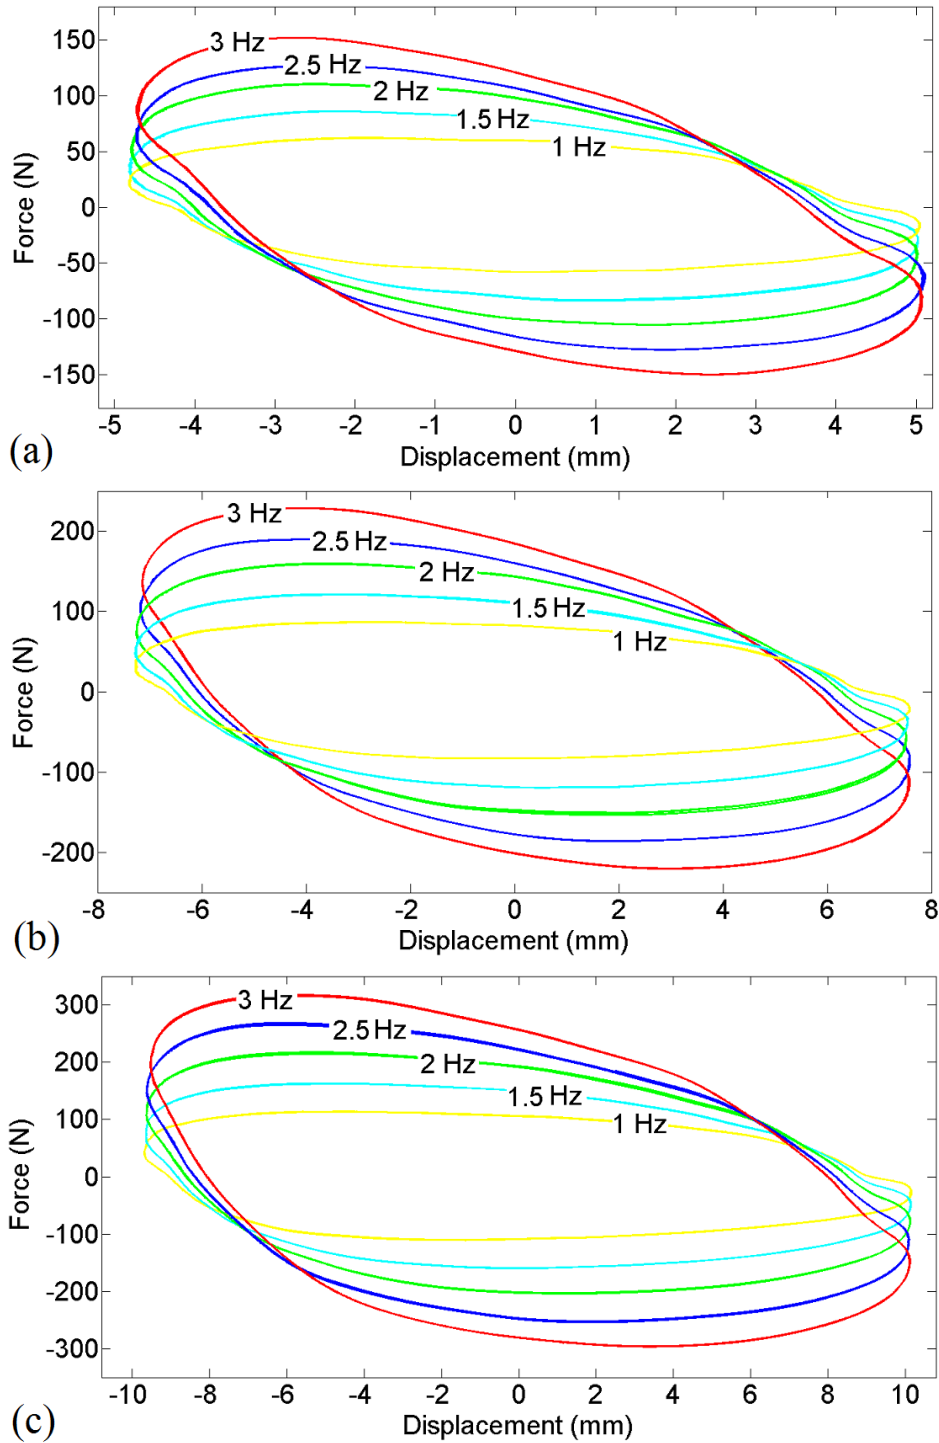 150
100
50
0
-50
-100
-150
Force (N)
3 Hz
2.5 Hz
2 Hz
1.5 Hz
1 Hz
-5 -4 -3 -2 -1 0 1 2 3 4 5
Displacement (mm)
(a)
200
100
0
-100
-200
Force (N)
3 Hz
2.5 Hz
2 Hz
1.5 Hz
1 Hz
-8 -6 -4 -2 0 2 4 6 8
Displacement (mm)
(b)
300
200
100
0
-100
-200
-300
Force (N)
3 Hz
2.5 Hz
2 Hz
1.5 Hz
1 Hz
-10 -8 -6 -4 -2 0 2 4 6 8 10
Displacement (mm)
(c)